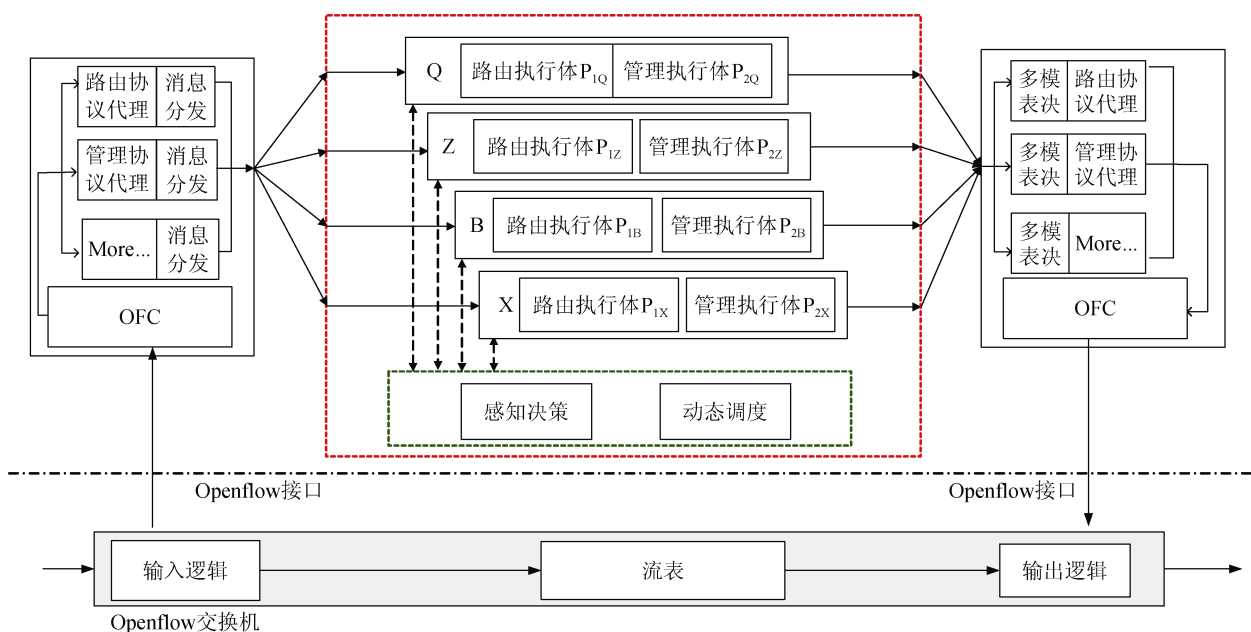 路由协
议代理
消息
分发
管理协
议代理
消息
分发
More...
消息
分发
OFC
Q
路由执行体P1Q
管理执行体P2Q
Z
路由执行体P1Z
管理执行体P2Z
B
路由执行体P1B
管理执行体P2B
X
路由执行体P1X
管理执行体P2X
感知决策
动态调度
多模
表决
路由协
议代理
多模
表决
管理协
议代理
多模
表决
More...
OFC
Openflow接口
Openflow接口
输入逻辑
流表
输出逻辑
Openflow交换机